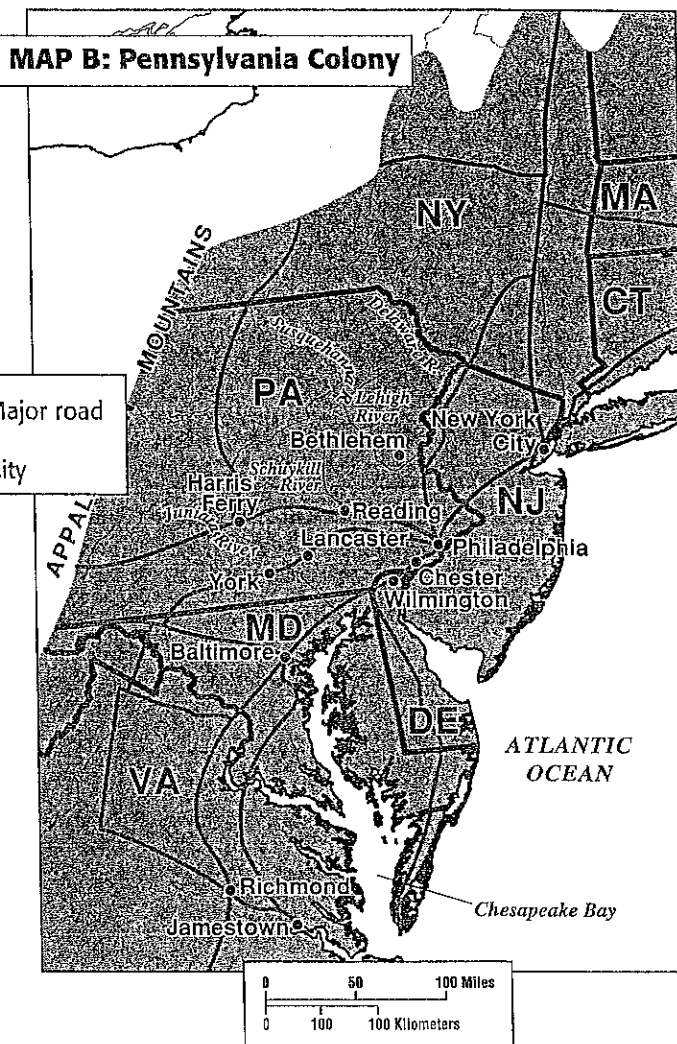 MAP B: Pennsylvania Colony
NY
MA
CT
APPAL
MOUNTAINS
Susquehanna R.
Delaware R.
Major road
ity
PA
Lehigh
River
Bethlehem
New York
City
Schuykill
River
Harris
Ferry
Juniata River
Reading
NJ
Lancaster
Philadelphia
York
Chester
Wilmington
MD
Baltimore
DE
ATLANTIC
OCEAN
VA
Richmond
Jamestown
Chesapeake Bay
0 50 100 Miles
0 100 100 Kilometers